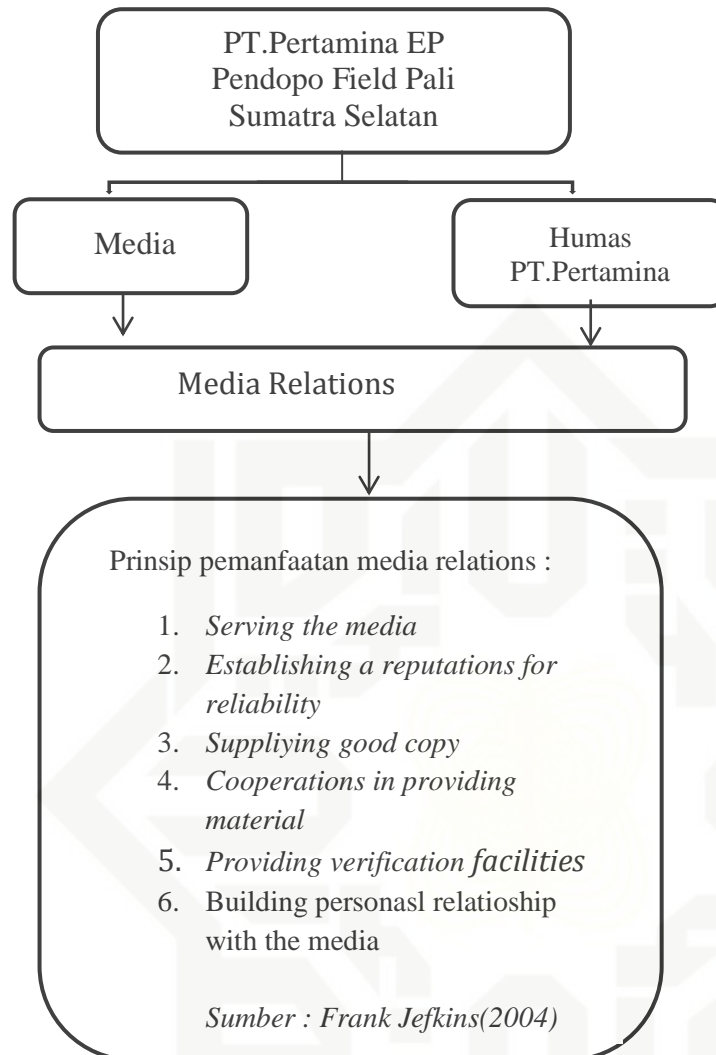 PT.Pertamina EP
Pendopo Field Pali
Sumatra Selatan
Media
Humas
PT.Pertamina
Media Relations
Prinsip pemanfaatan media relations :
1. Serving the media
2. Establishing a reputations for
reliability
3. Suppliying good copy
4. Cooperations in providing
material
5. Providing verification facilities
6. Building personasl relatioship
with the media
Sumber : Frank Jefkins(2004)